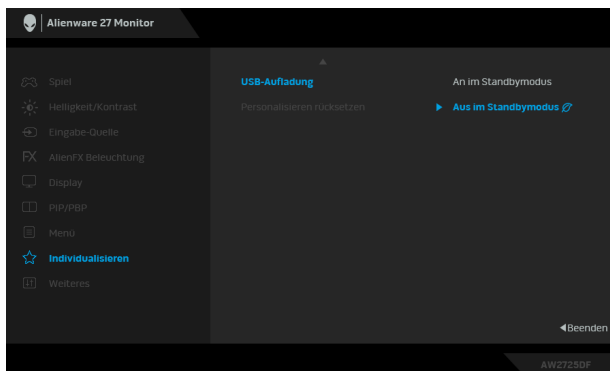 Alienware 27 Monitor
Spiel
Helligkeit/Kontrast
Eingabe-Quelle
FX AlienFX Beleuchtung
Display
PIP/PBP
Menü
Individualisieren
Weiteres
USB-Aufladung
Personalisieren rücksetzen
An im Standbymodus
Aus im Standbymodus
Beenden
AW2725DF